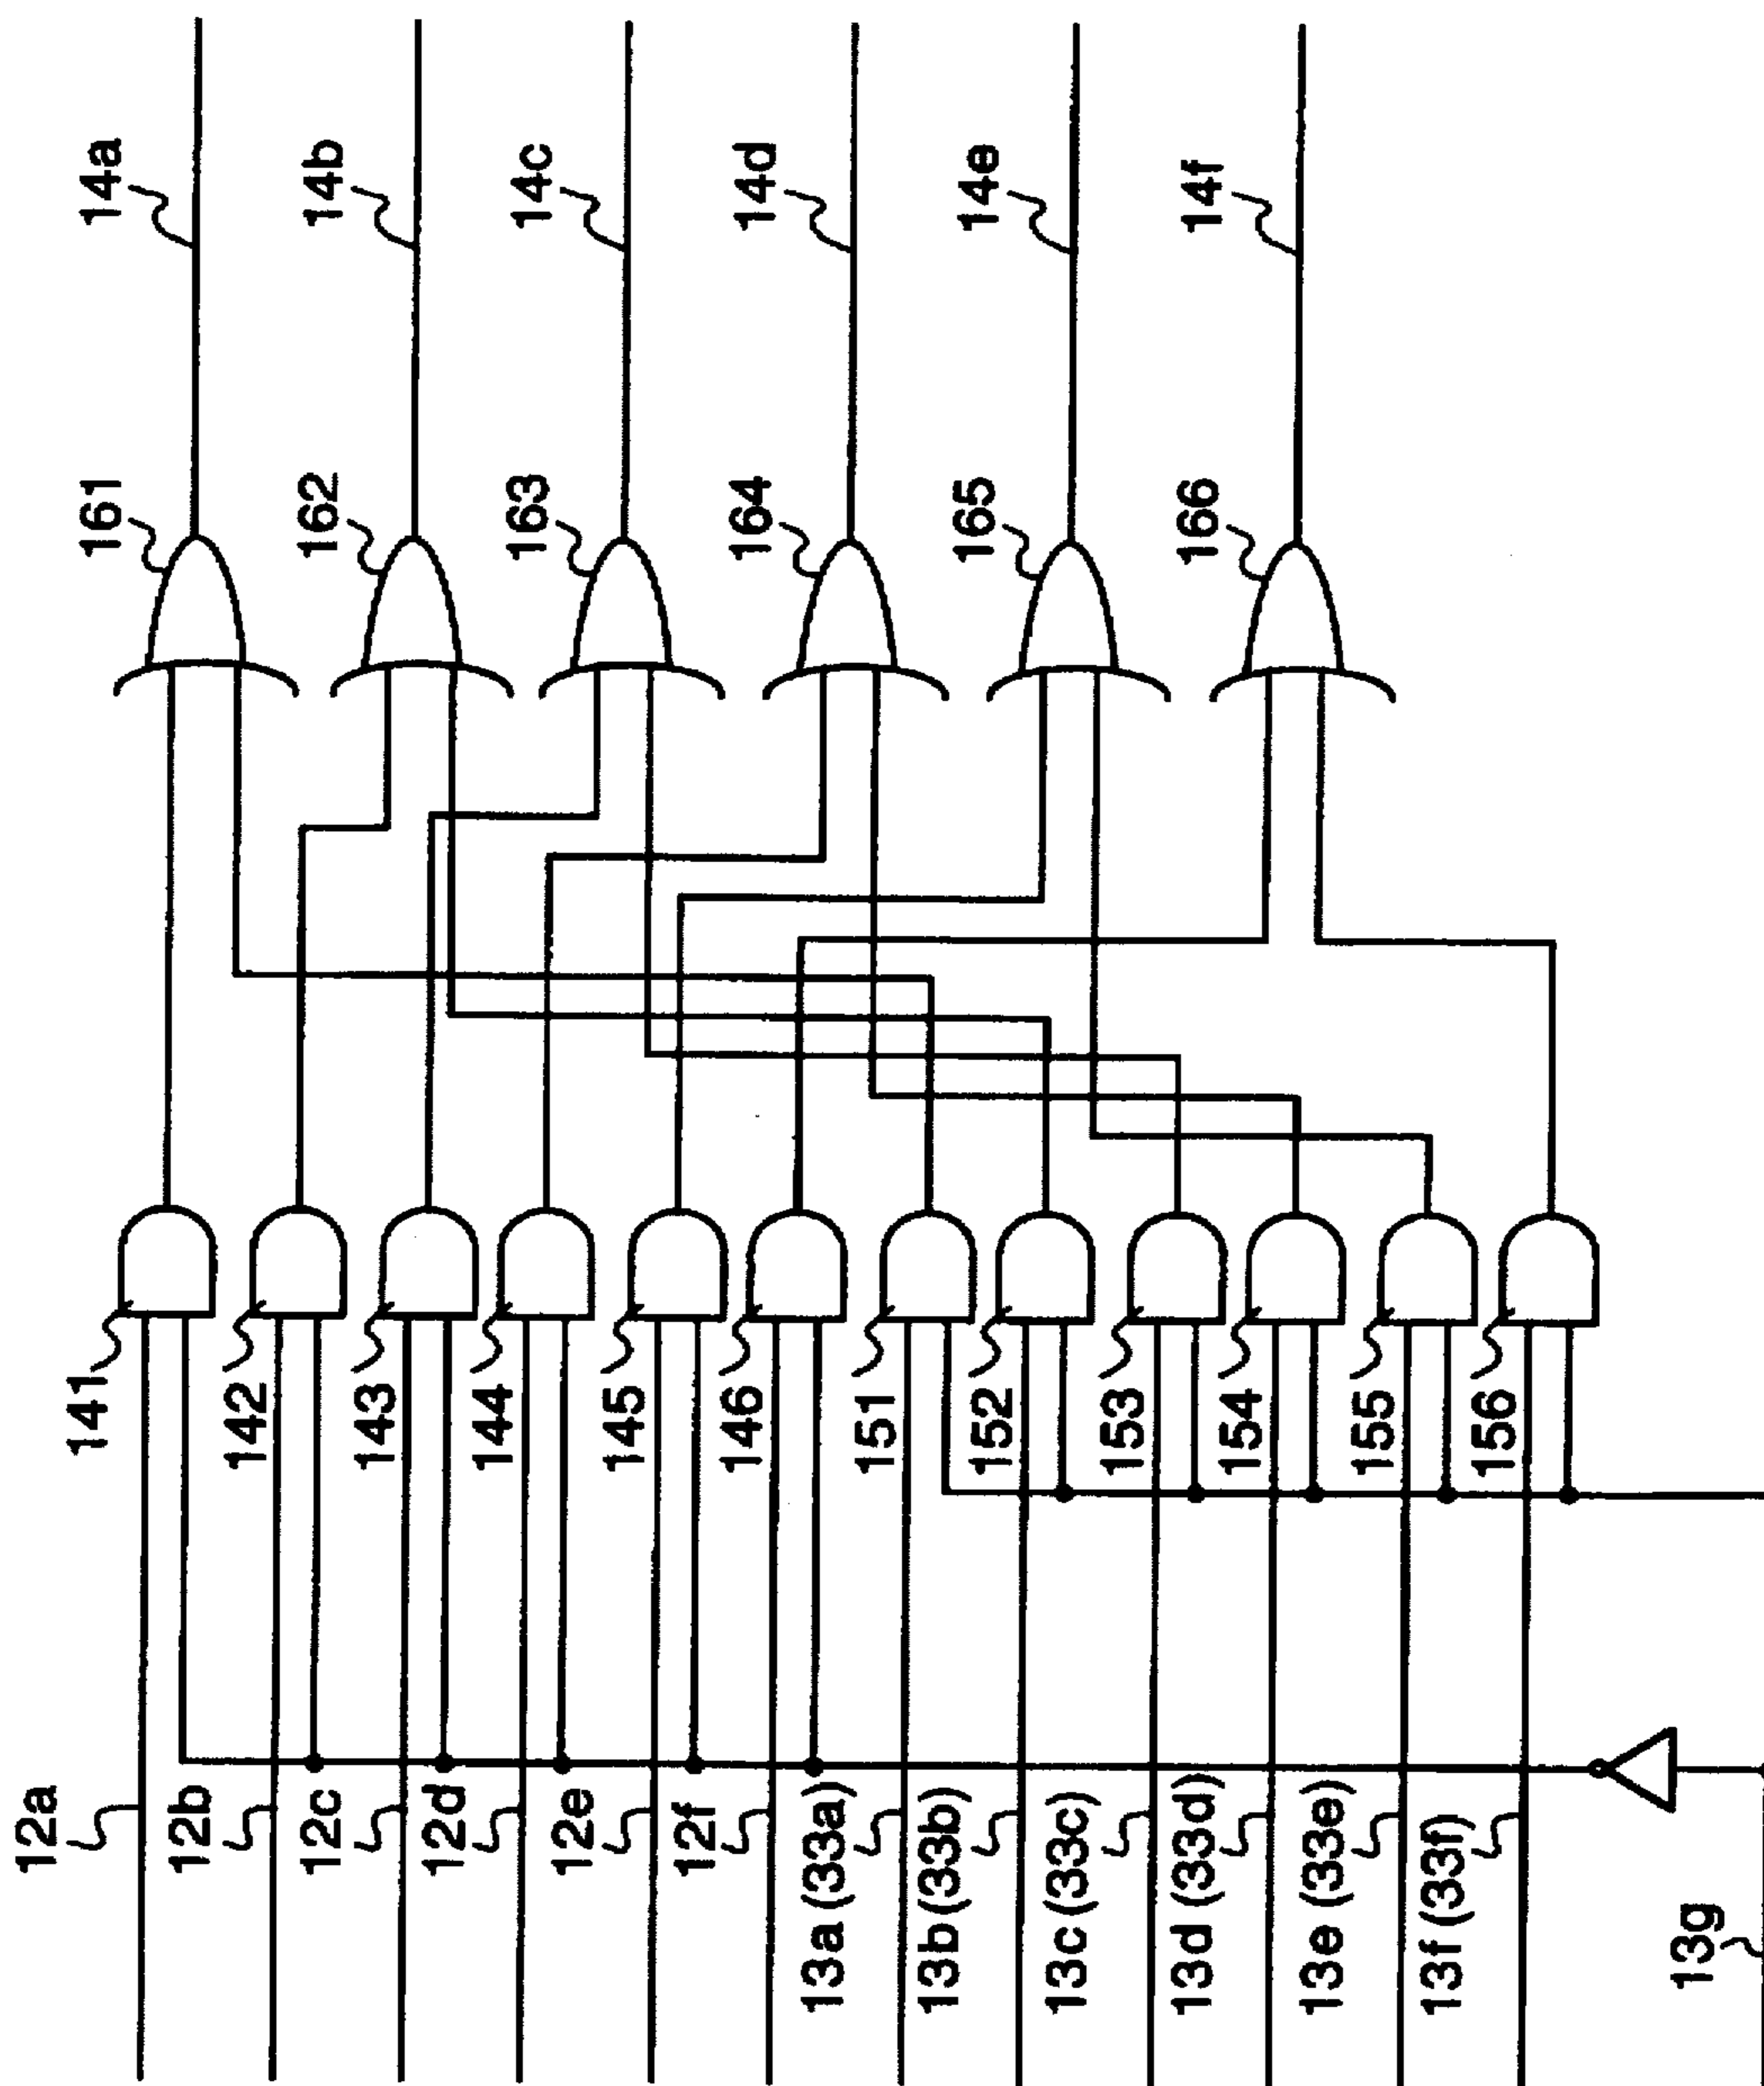 14a
14b
14c
14d
14e
14f
161
162
163
164
165
166
141
142
143
144
145
146
151
152
153
154
155
156
12a
12b
12c
12d
12e
12f
13a (33a)
13b (33b)
13c (33c)
13d (33d)
13e (33e)
13f (33f)
13g